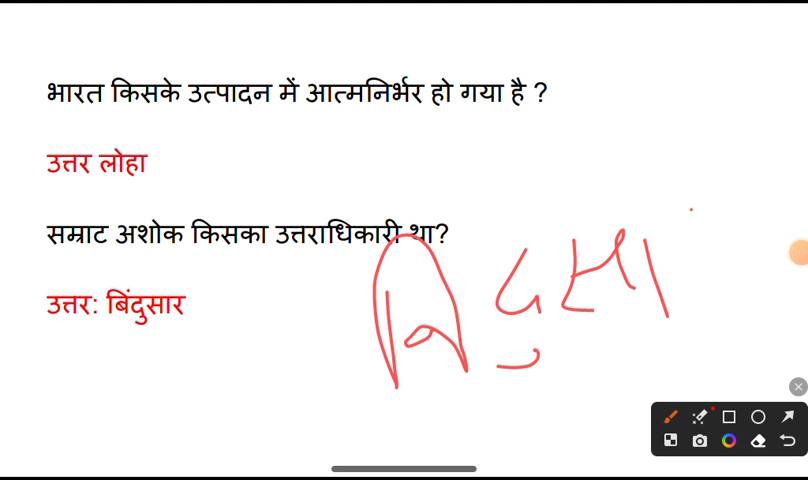 भारत किसके उत्पादन में आत्मनिर्भर हो गया है ?
उत्तर लोहा
सम्राट अशोक किसका उत्तराधिकारी था?
उत्तर: बिंदुसार